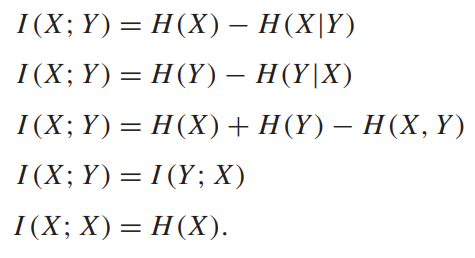 I(X; Y) = H(X) − H(X|Y)
I(X; Y) = H(Y) − H(Y|X)
I(X; Y) = H(X) + H(Y) − H(X, Y)
I(X; Y) = I(Y; X)
I(X; X) = H(X).